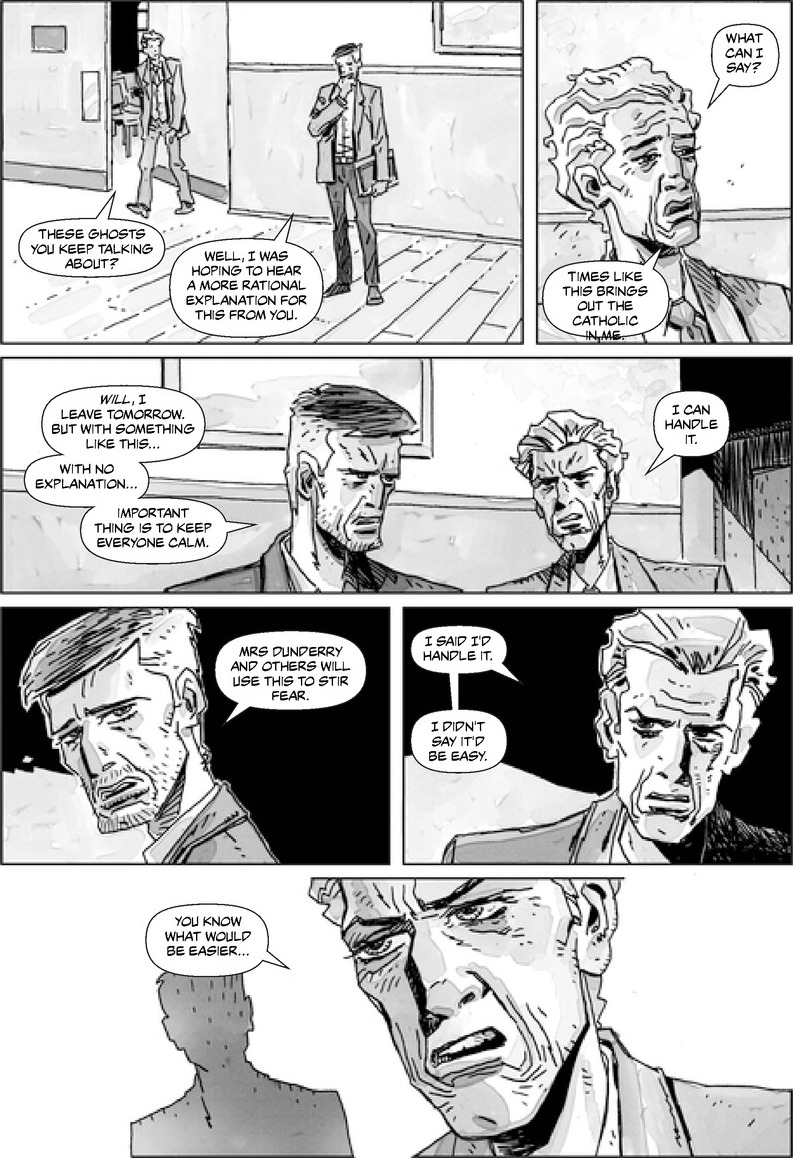 THESE GHOSTS
YOU KEEP TALKING
ABOUT?
WELL, I WAS
HOPING TO HEAR
A MORE RATIONAL
EXPLANATION FOR
THIS FROM YOU.
WHAT
CAN I
SAY?
TIMES LIKE
THIS BRINGS
OUT THE
CATHOLIC
IN ME.
WILL, I
LEAVE TOMORROW.
BUT WITH SOMETHING
LIKE THIS...
WITH NO
EXPLANATION...
IMPORTANT
THING IS TO KEEP
EVERYONE CALM.
I CAN
HANDLE
IT.
MRS DUNDERRY
AND OTHERS WILL
USE THIS TO STIR
FEAR.
I SAID I'D
HANDLE IT.
I DIDN'T
SAY IT'D
BE EASY.
YOU KNOW
WHAT WOULD
BE EASIER...